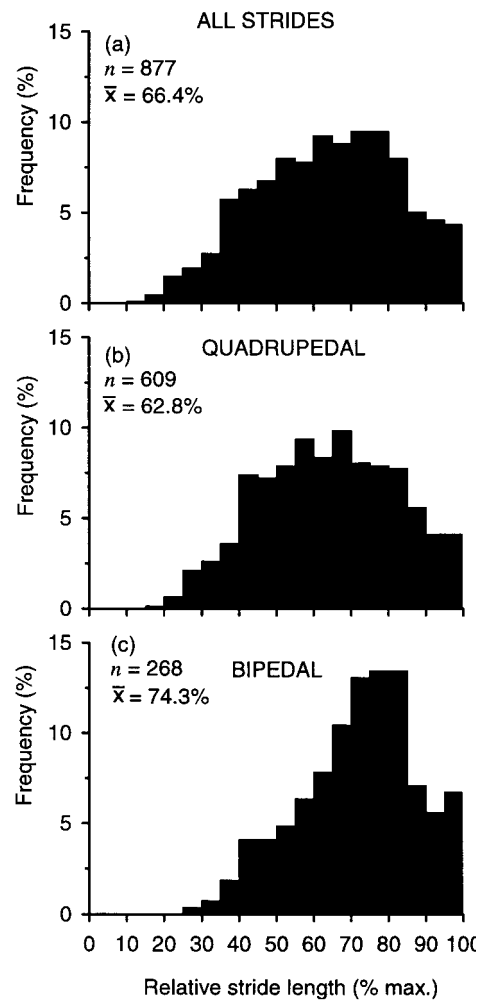 ALL STRIDES
(a)
n = 877
x̄ = 66.4%
Frequency (%)
15
10
5
0
QUADRUPEDAL
(b)
n = 609
x̄ = 62.8%
Frequency (%)
15
10
5
0
(c)
n = 268
BIPEDAL
x̄ = 74.3%
Frequency (%)
15
10
5
0
0 10 20 30 40 50 60 70 80 90 100
Relative stride length (% max.)